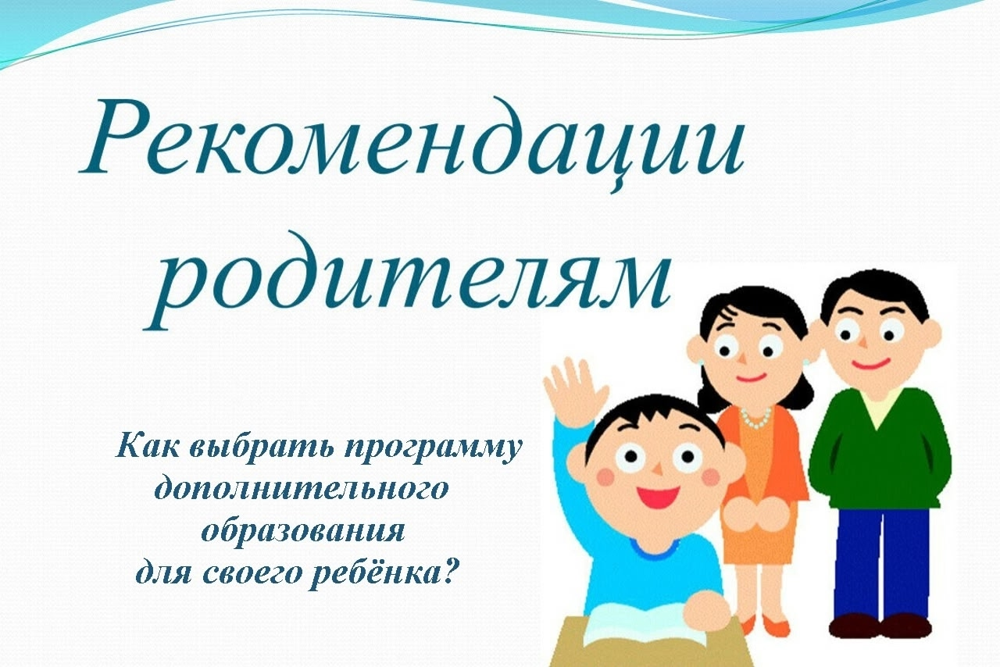 Рекомендации
родителям
Как выбрать программу
дополнительного
образования
для своего ребёнка?